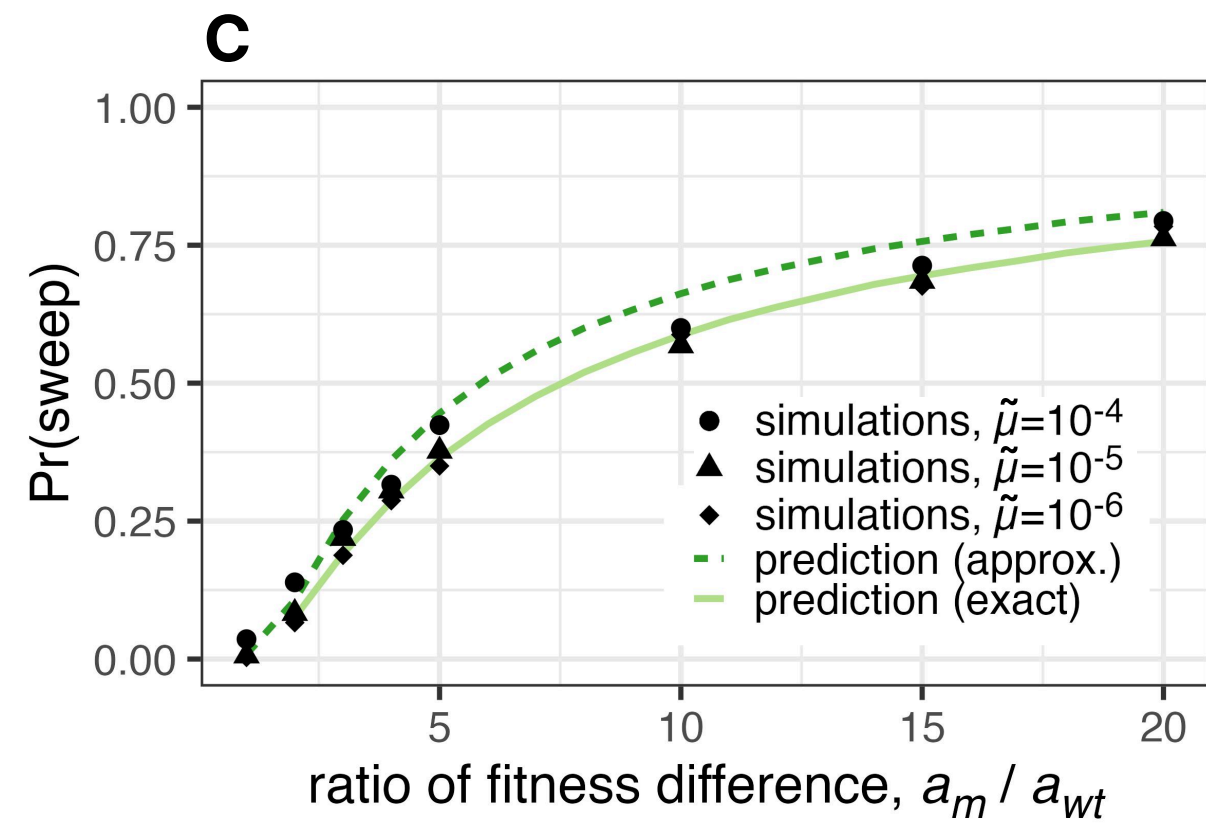 C
Pr(sweep)
1.00
0.75
0.50
0.25
0.00
simulations, μ̃=10⁻⁴
simulations, μ̃=10⁻⁵
simulations, μ̃=10⁻⁶
prediction (approx.)
prediction (exact)
5 10 15 20
ratio of fitness difference, aₘ / a_wt